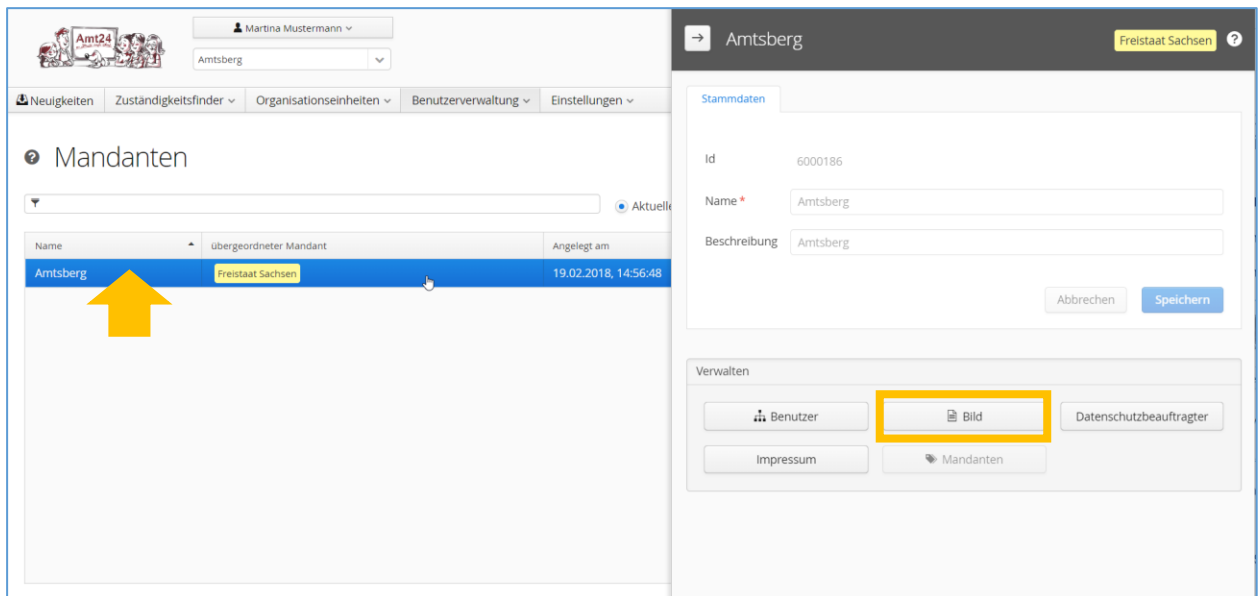 Amt24
Martina Mustermann
Amtsberg
Neuigkeiten Zuständigkeitsfinder Organisationseinheiten Benutzerverwaltung Einstellungen
Mandanten
Aktuelle
Name übergeordneter Mandant Angelegt am
Amtsberg Freistaat Sachsen 19.02.2018, 14:56:48
Amtsberg Freistaat Sachsen
Stammdaten
Id 6000186
Name * Amtsberg
Beschreibung Amtsberg
Abbrechen Speichern
Verwalten
Benutzer Bild Datenschutzbeauftragter
Impressum Mandanten